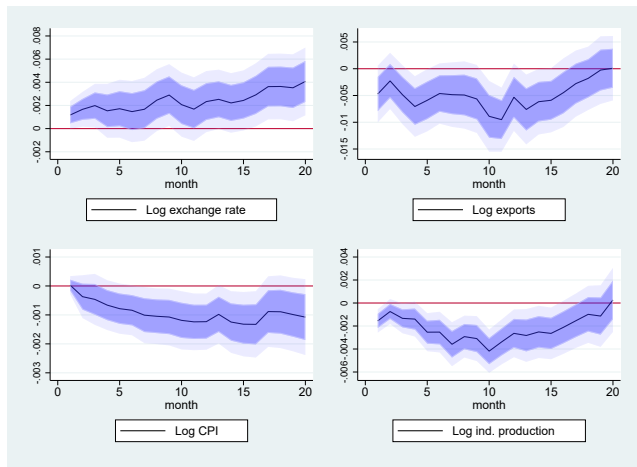 .008
.006
.004
.002
0
-.002
0 5 10 15 20
month
Log exchange rate
.005
0
-.005
-.01
-.015
0 5 10 15 20
month
Log exports
.001
0
-.001
-.002
-.003
0 5 10 15 20
month
Log CPI
.004
.002
0
-.002
-.004
-.006
0 5 10 15 20
month
Log ind. production